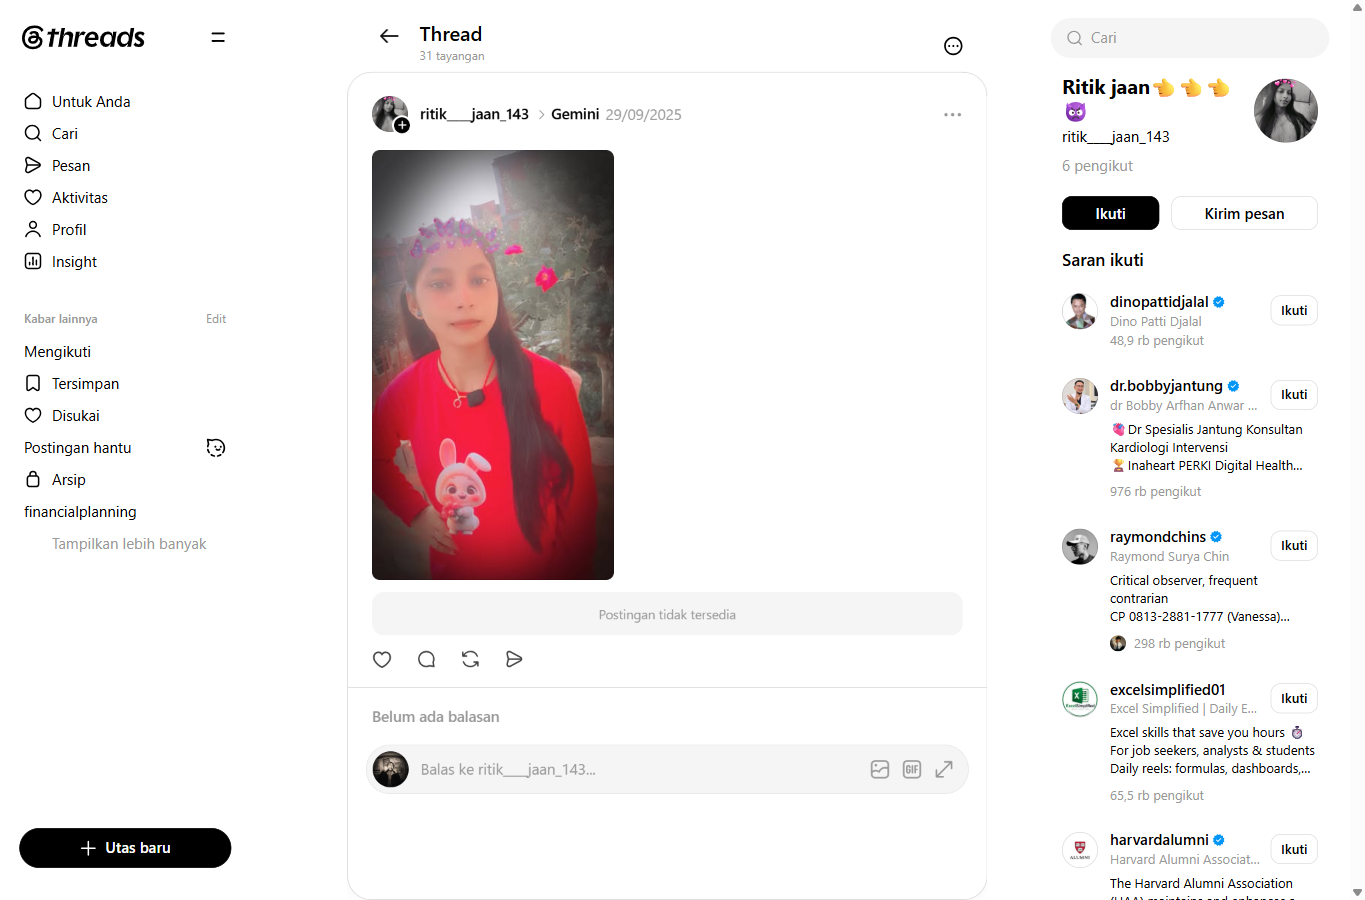 threads
Untuk Anda
Cari
Pesan
Aktivitas
Profil
Insight
Kabar lainnya
Edit
Mengikuti
Tersimpan
Disukai
Postingan hantu
Arsip
financialplanning
Tampilkan lebih banyak
Utas baru
Thread
31 tayangan
ritik____jaan_143 > Gemini 29/09/2025
Postingan tidak tersedia
Belum ada balasan
Balas ke ritik____jaan_143...
GIF
Cari
Ritik jaan👈👈👈
😈
ritik____jaan_143
6 pengikut
Ikuti
Kirim pesan
Saran ikuti
dinopattidjalal
Dino Patti Djalal
48,9 rb pengikut
Ikuti
dr.bobbyjantung
dr Bobby Arfhan Anwar ...
🫀Dr Spesialis Jantung Konsultan
Kardiologi Intervensi
🏆Inaheart PERKI Digital Health...
976 rb pengikut
Ikuti
raymondchins
Raymond Surya Chin
Critical observer, frequent
contrarian
CP 0813-2881-1777 (Vanessa)...
298 rb pengikut
Ikuti
excelsimplified01
Excel Simplified | Daily E...
Excel skills that save you hours ⏱️
For job seekers, analysts & students
Daily reels: formulas, dashboards,...
65,5 rb pengikut
Ikuti
harvardalumni
Harvard Alumni Associat...
The Harvard Alumni Association
Ikuti